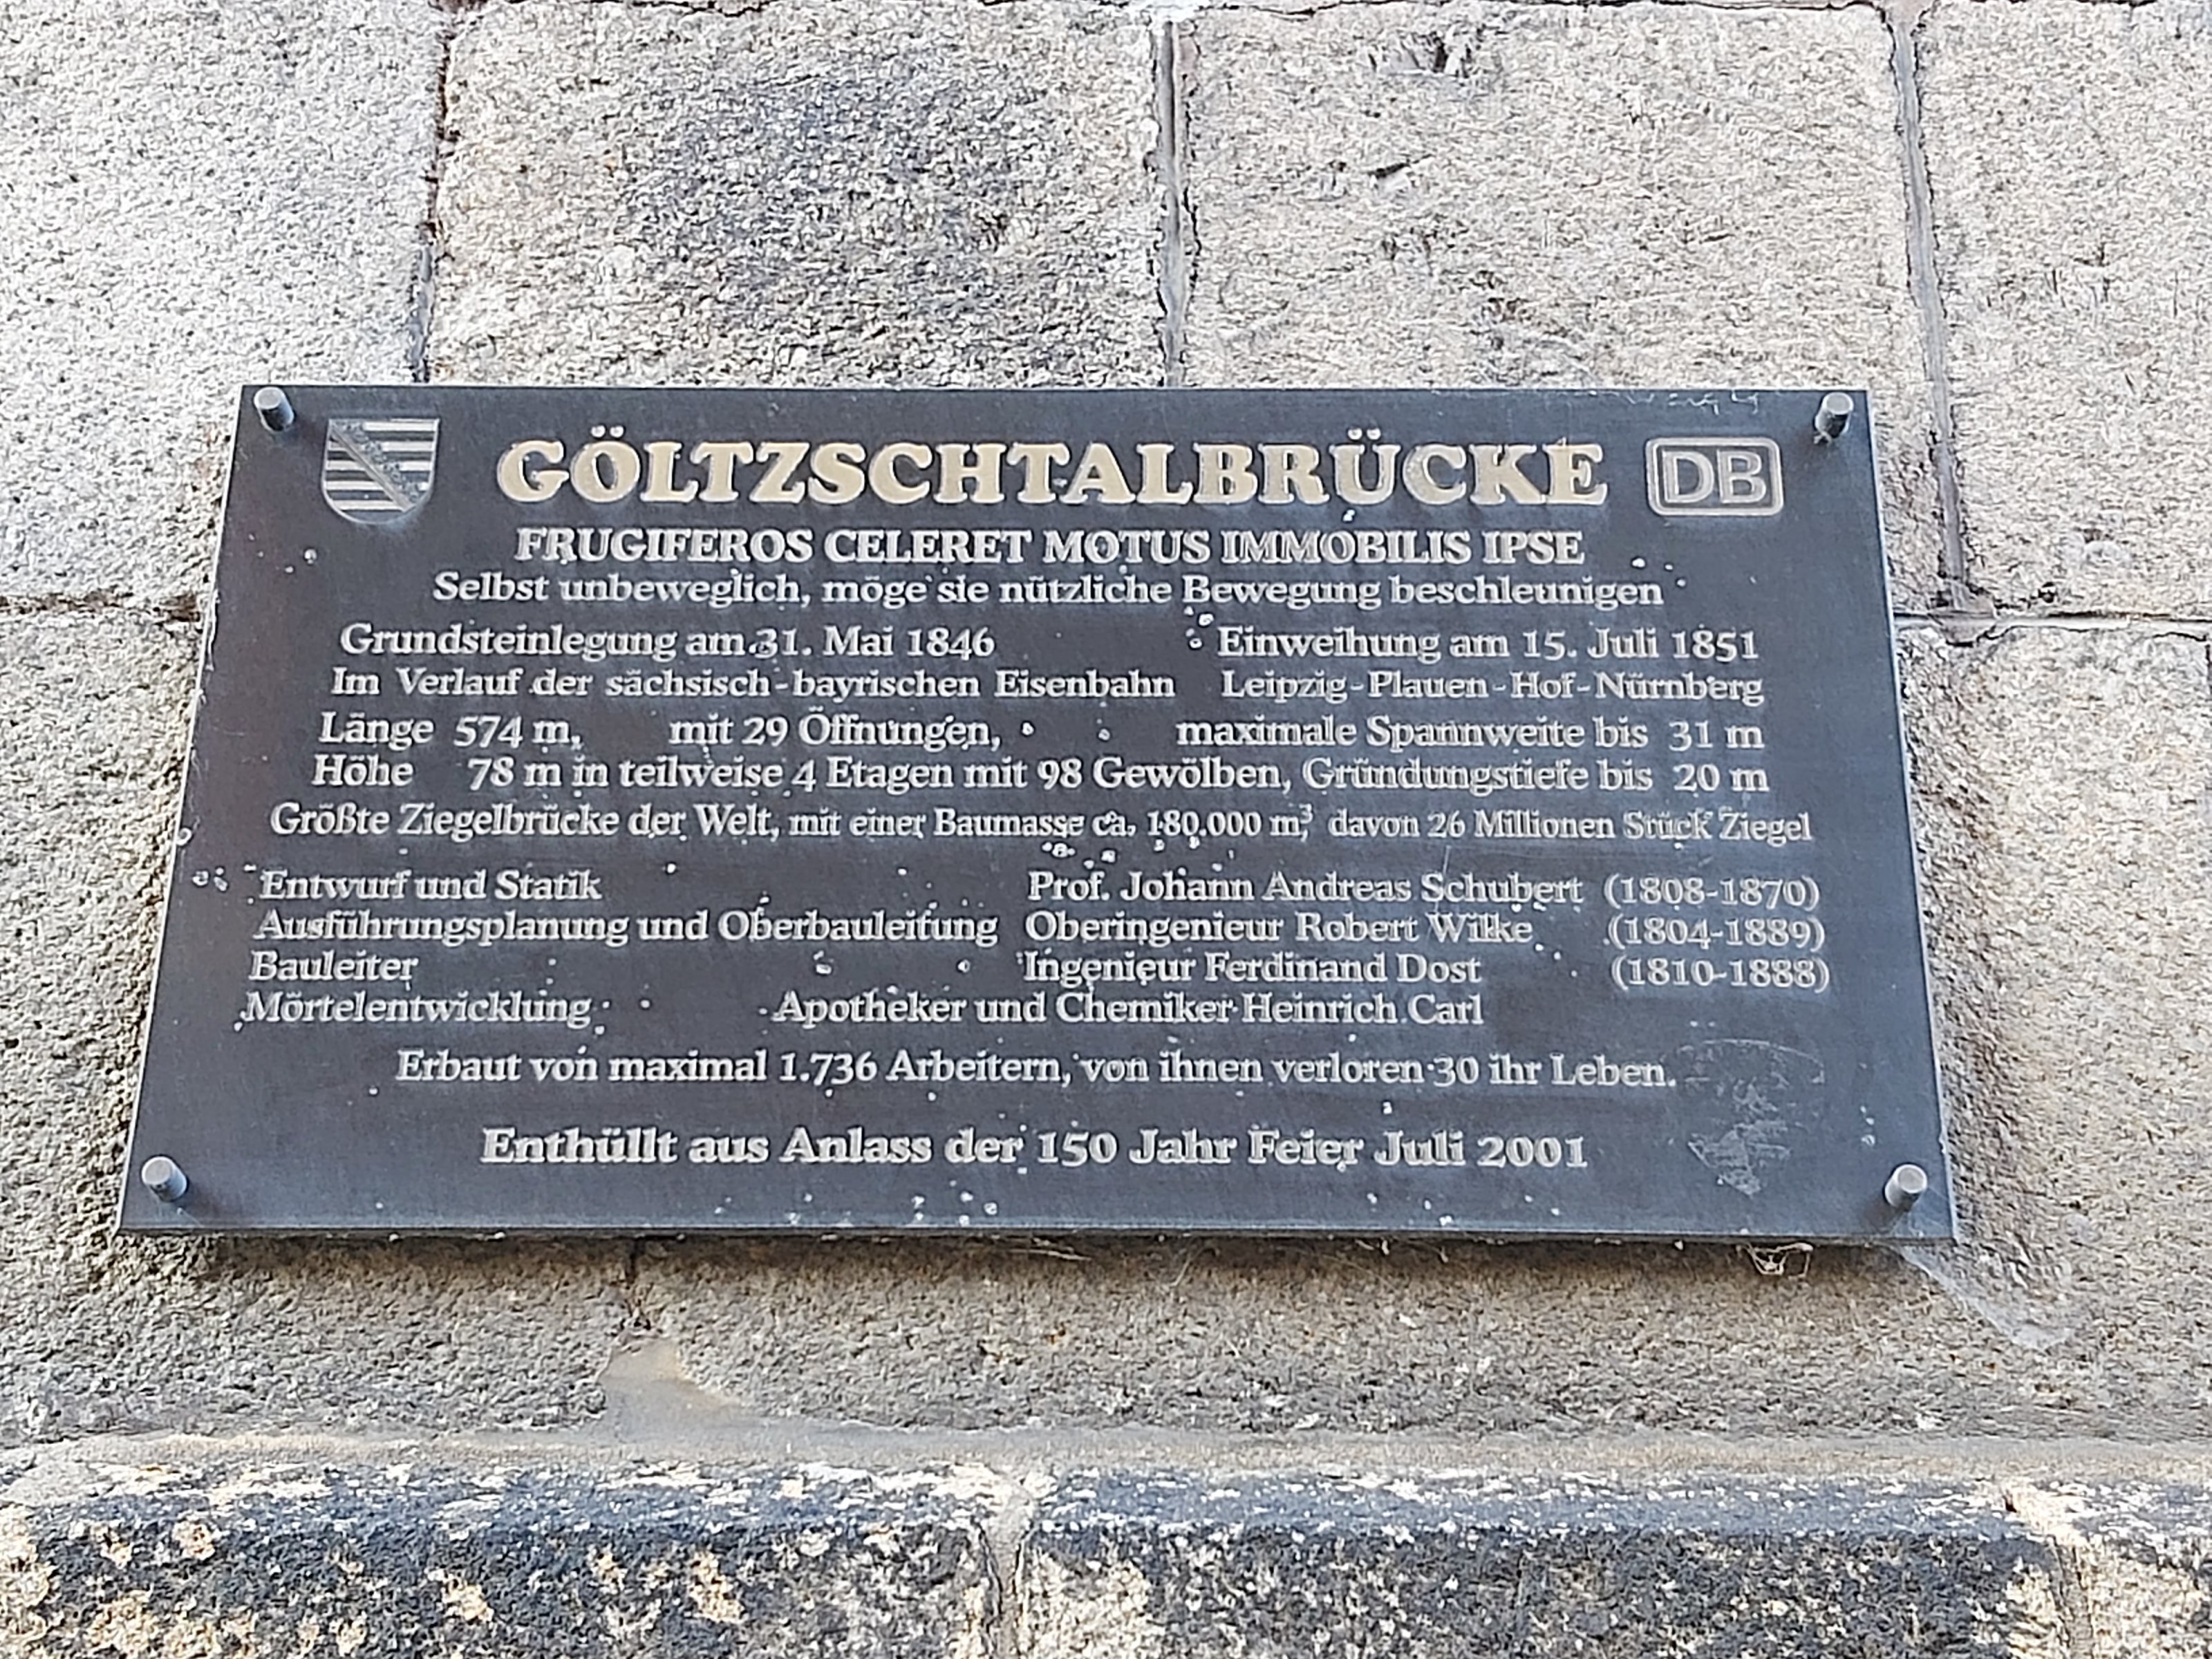 GÖLTZSCHTALBRÜCKE DB
FRUGIFEROS CELERET MOTUS IMMOBILIS IPSE
Selbst unbeweglich, möge sie nützliche Bewegung beschleunigen
Grundsteinlegung am 31. Mai 1846 Einweihung am 15. Juli 1851
Im Verlauf der sächsisch-bayrischen Eisenbahn Leipzig-Plauen-Hof-Nürnberg
Länge 574 m, mit 29 Öffnungen, maximale Spannweite bis 31 m
Höhe 78 m in teilweise 4 Etagen mit 98 Gewölben, Gründungstiefe bis 20 m
Größte Ziegelbrücke der Welt, mit einer Baumasse ca. 180.000 m³, davon 26 Millionen Stück Ziegel
Entwurf und Statik Prof. Johann Andreas Schubert (1808-1870)
Ausführungsplanung und Oberbauleitung Oberingenieur Robert Wilke (1804-1889)
Bauleiter Ingenieur Ferdinand Dost (1810-1888)
Mörtelentwicklung Apotheker und Chemiker Heinrich Carl
Erbaut von maximal 1.736 Arbeitern, von ihnen verloren 30 ihr Leben.
Enthüllt aus Anlass der 150 Jahr Feier Juli 2001